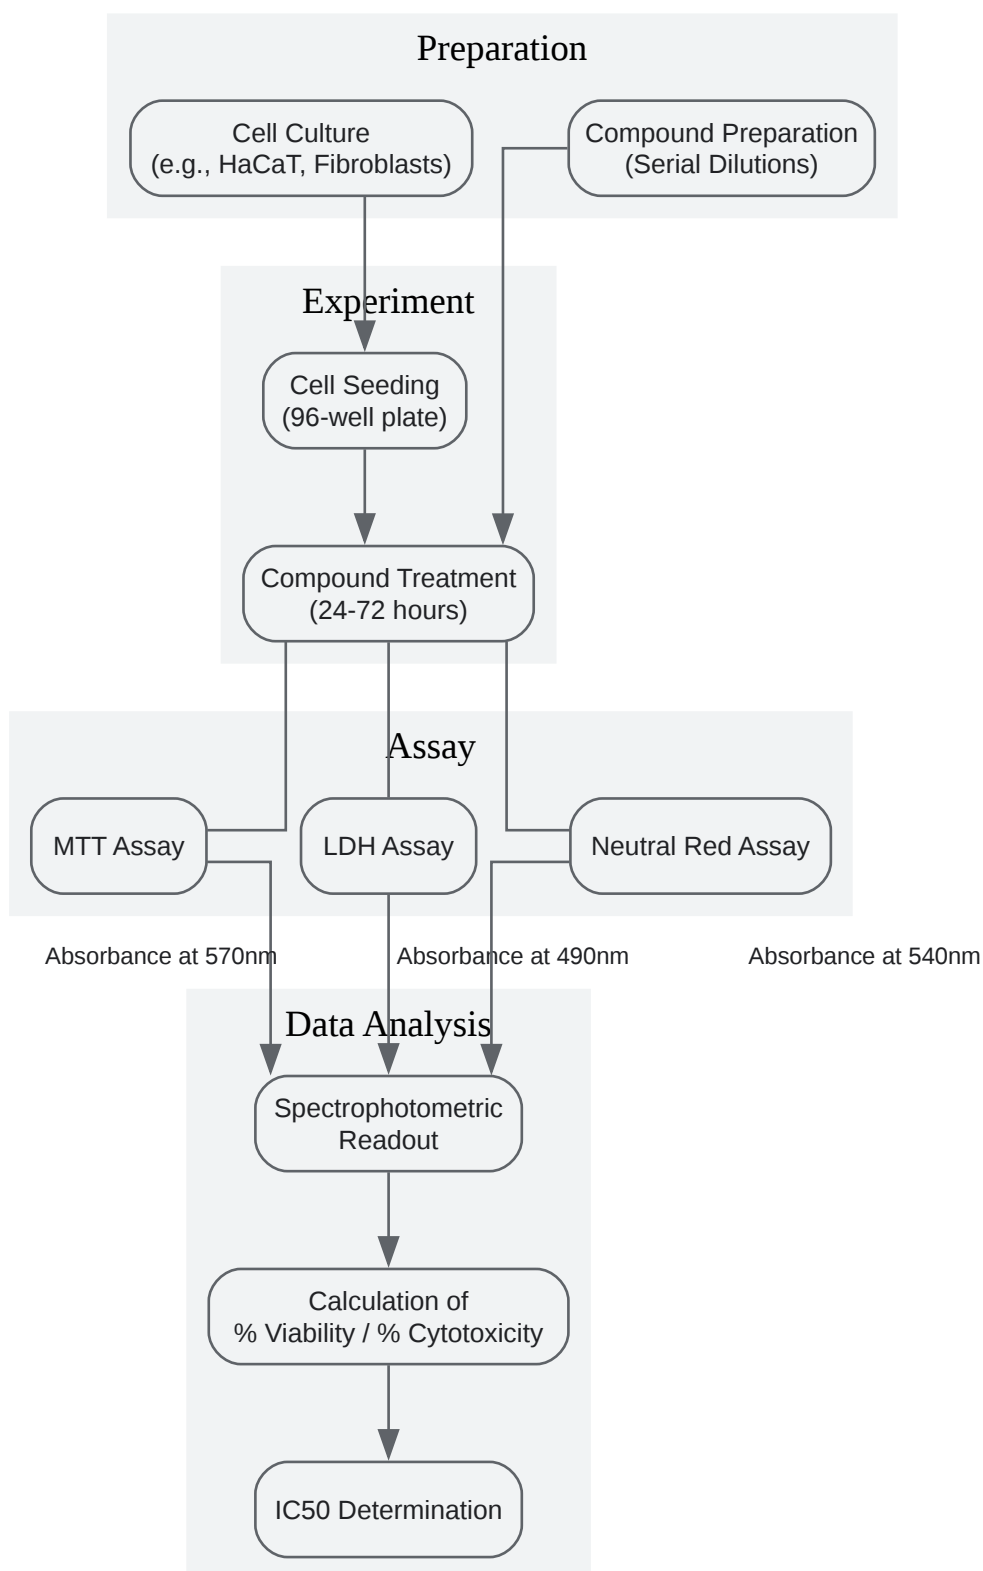 Preparation
Cell Culture
(e.g., HaCaT, Fibroblasts)
Compound Preparation
(Serial Dilutions)
Experiment
Cell Seeding
(96-well plate)
Compound Treatment
(24-72 hours)
Assay
MTT Assay
LDH Assay
Neutral Red Assay
Absorbance at 570nm
Absorbance at 490nm
Absorbance at 540nm
Data Analysis
Spectrophotometric
Readout
Calculation of
% Viability / % Cytotoxicity
IC50 Determination